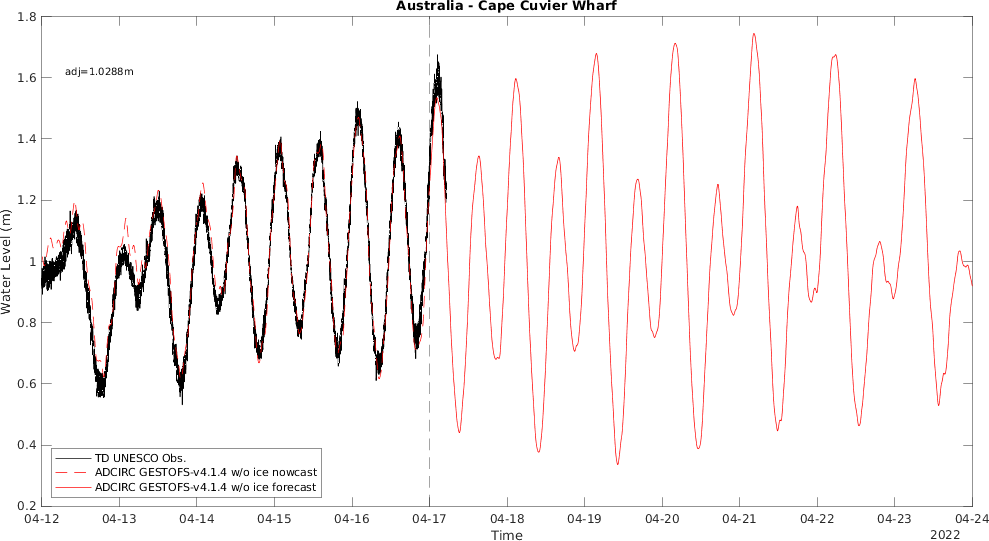 Australia - Cape Cuvier Wharf
1.8
1.6
1.4
1.2
1
0.8
0.6
0.4
0.2
Water Level (m)
adj=1.0288m
TD UNESCO Obs.
ADCIRC GESTOFS-v4.1.4 w/o ice nowcast
ADCIRC GESTOFS-v4.1.4 w/o ice forecast
04-12 04-13 04-14 04-15 04-16 04-17 04-18 04-19 04-20 04-21 04-22 04-23 04-24
Time
2022